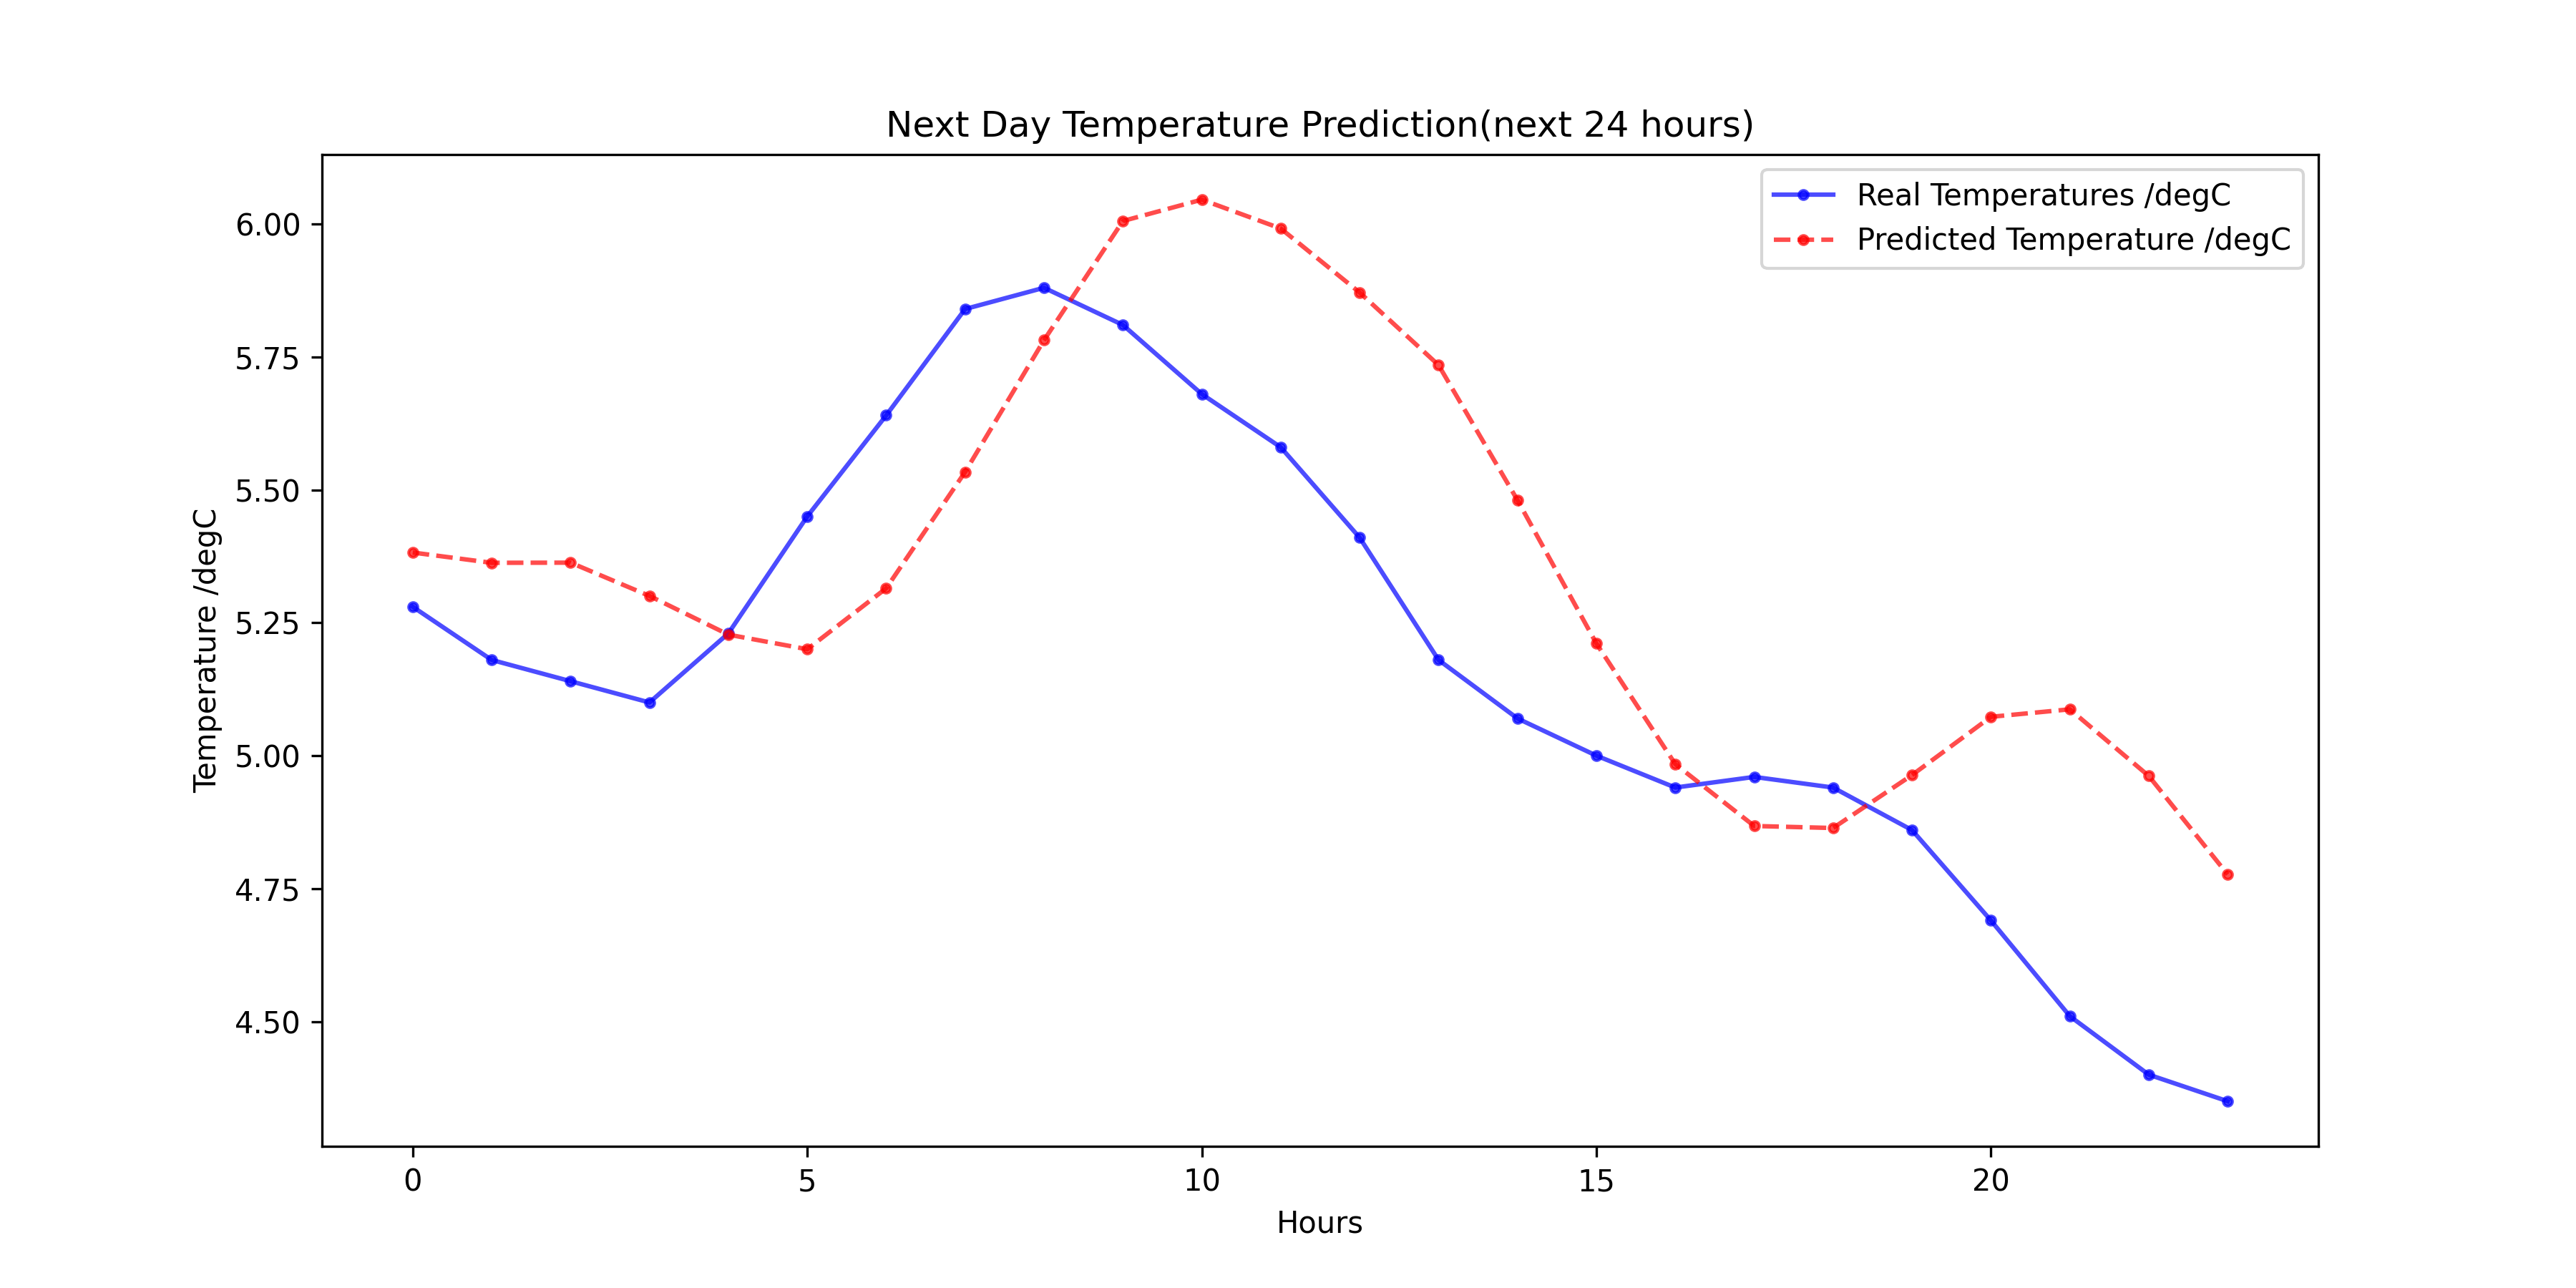 Next Day Temperature Prediction(next 24 hours)
Real Temperatures /degC
Predicted Temperature /degC
Temperature /degC
6.00
5.75
5.50
5.25
5.00
4.75
4.50
0 5 10 15 20
Hours